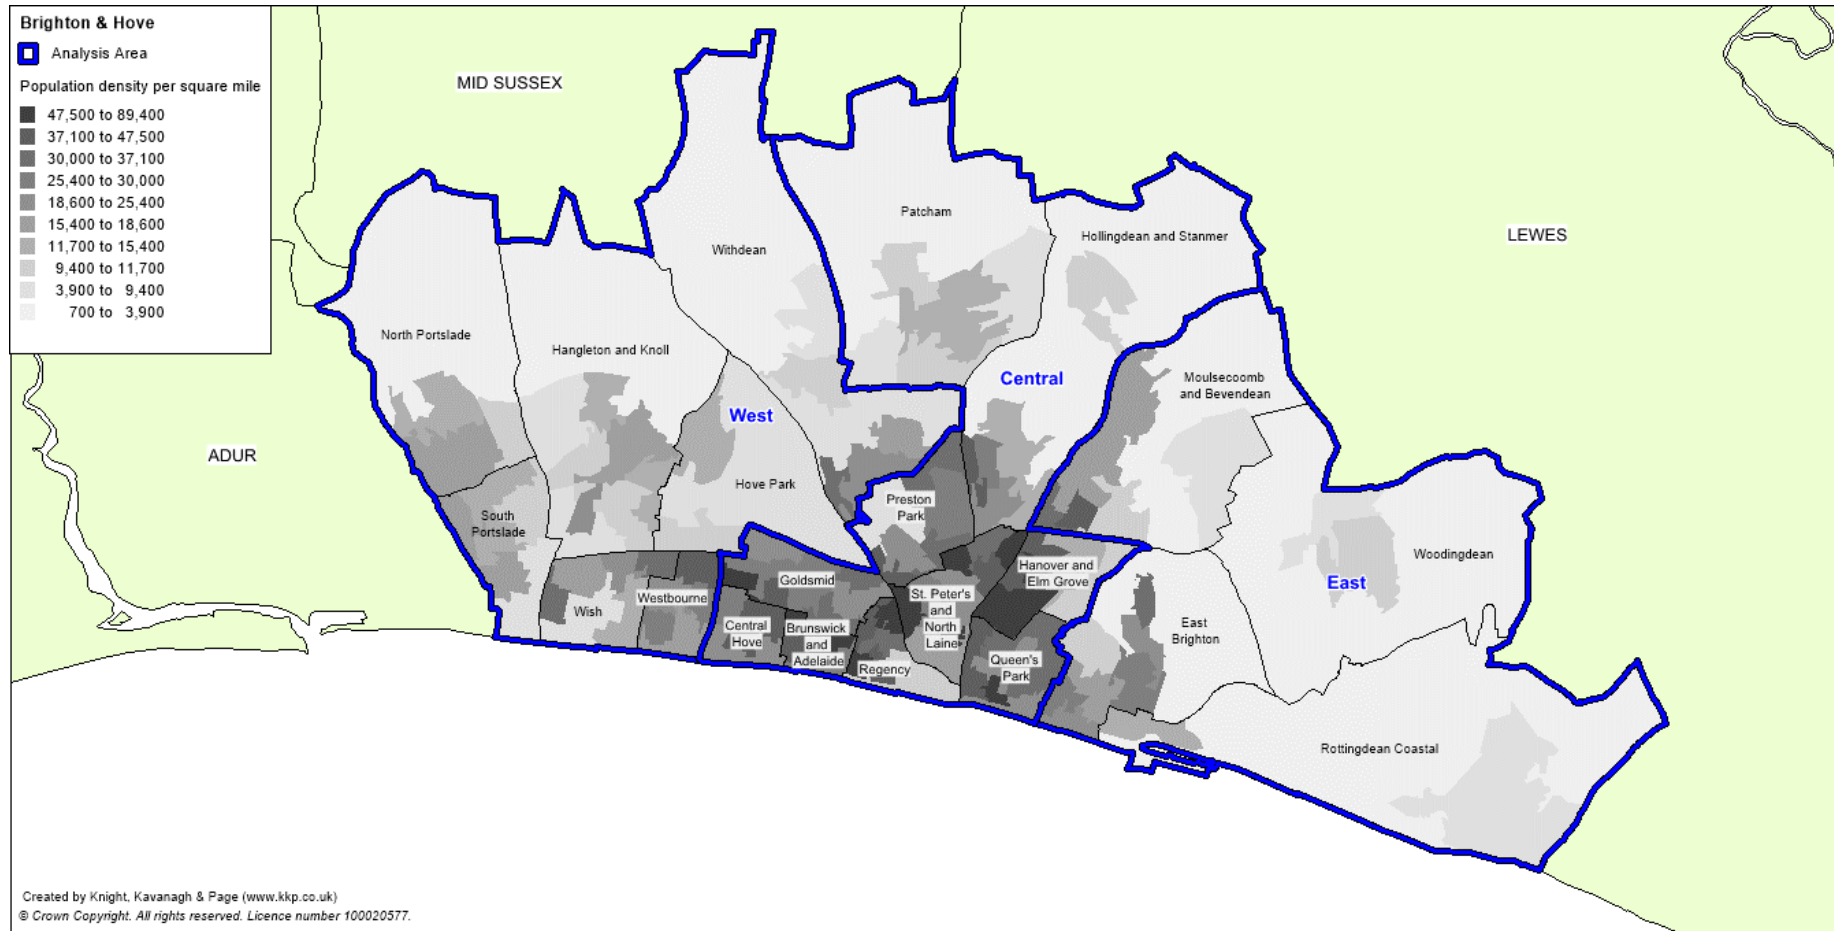 Brighton & Hove
Analysis Area
Population density per square mile
47,500 to 89,400
37,100 to 47,500
30,000 to 37,100
25,400 to 30,000
18,600 to 25,400
15,400 to 18,600
11,700 to 15,400
9,400 to 11,700
3,900 to 9,400
700 to 3,900
MID SUSSEX
LEWES
ADUR
Patcham
Hollingdean and Stanmer
Withdean
North Portslade
Hangleton and Knoll
Central
Moulsecoomb
and Bevendean
West
Hove Park
Preston
Park
South
Portslade
Woodingdean
Hanover and
Elm Grove
Goldsmid
East
St. Peter's
and
North
Laine
Westbourne
Wish
Central
Hove
Brunswick
and
Adelaide
East
Brighton
Regency
Queen's
Park
Rottingdean Coastal
Created by Knight, Kavanagh & Page (www.kkp.co.uk)
© Crown Copyright. All rights reserved. Licence number 100020577.